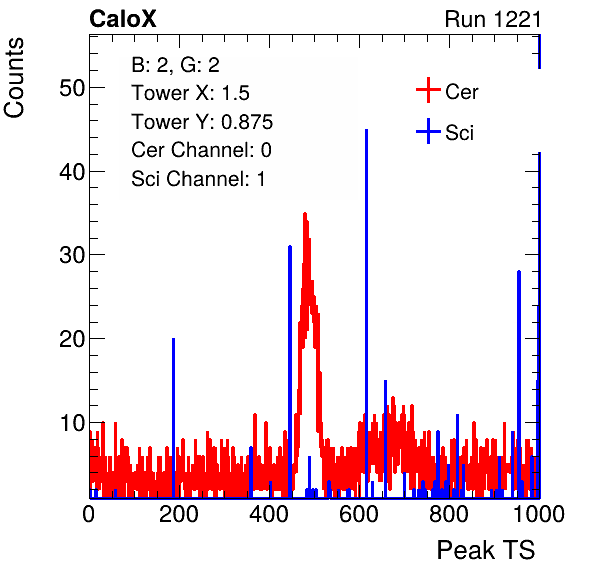 CaloX Run 1221
Counts
B: 2, G: 2
Tower X: 1.5
Tower Y: 0.875
Cer Channel: 0
Sci Channel: 1
Cer
Sci
50
40
30
20
10
0 200 400 600 800 1000
Peak TS